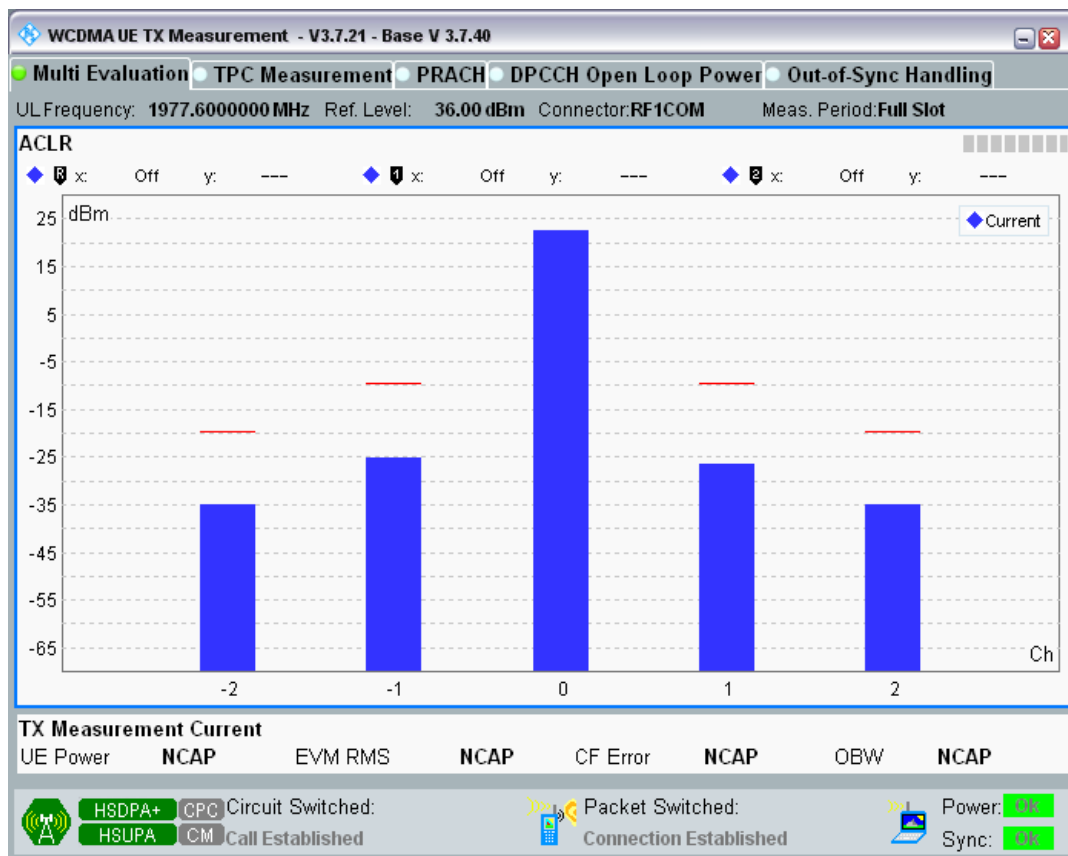 WCDMA UE TX Measurement - V3.7.21 - Base V 3.7.40
Multi Evaluation TPC Measurement PRACH DPCCH Open Loop Power Out-of-Sync Handling
UL Frequency: 1977.6000000 MHz Ref. Level: 36.00 dBm Connector:RF1COM Meas. Period:Full Slot
ACLR
R x: Off y: --- 1 x: Off y: --- 2 x: Off y: ---
dBm
Current
25
15
5
-5
-15
-25
-35
-45
-55
-65
Ch
-2 -1 0 1 2
TX Measurement Current
UE Power NCAP EVM RMS NCAP CF Error NCAP OBW NCAP
HSDPA+ CPC Circuit Switched: Packet Switched: Power: OK
HSUPA CM Call Established Connection Established Sync: OK